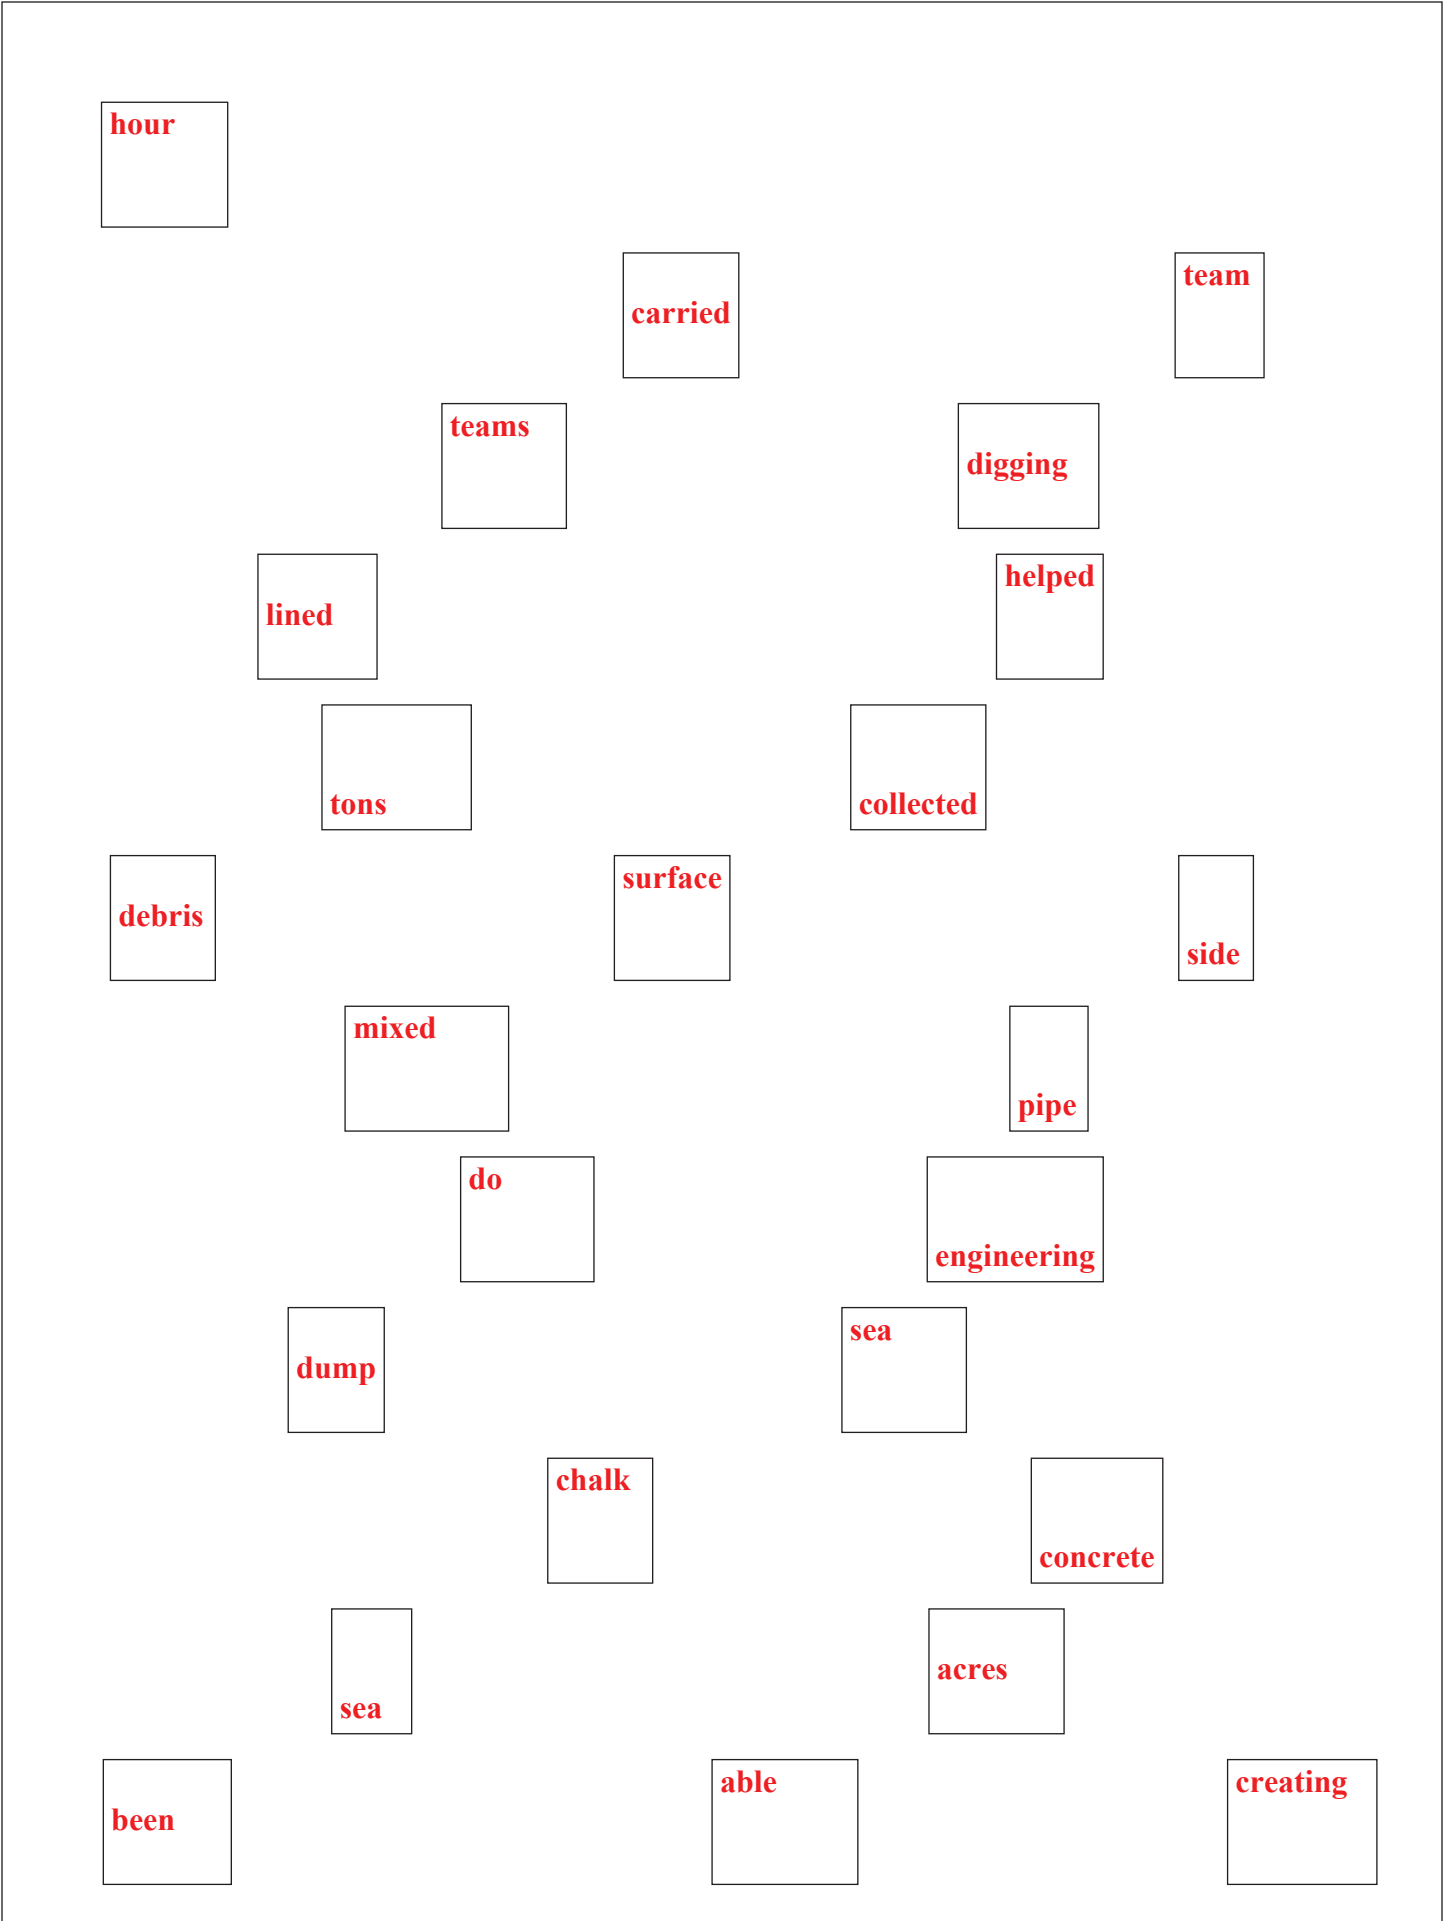 hour
carried team
teams digging
lined helped
tons collected
debris surface side
mixed pipe
do engineering
dump sea
chalk concrete
sea acres
been able creating